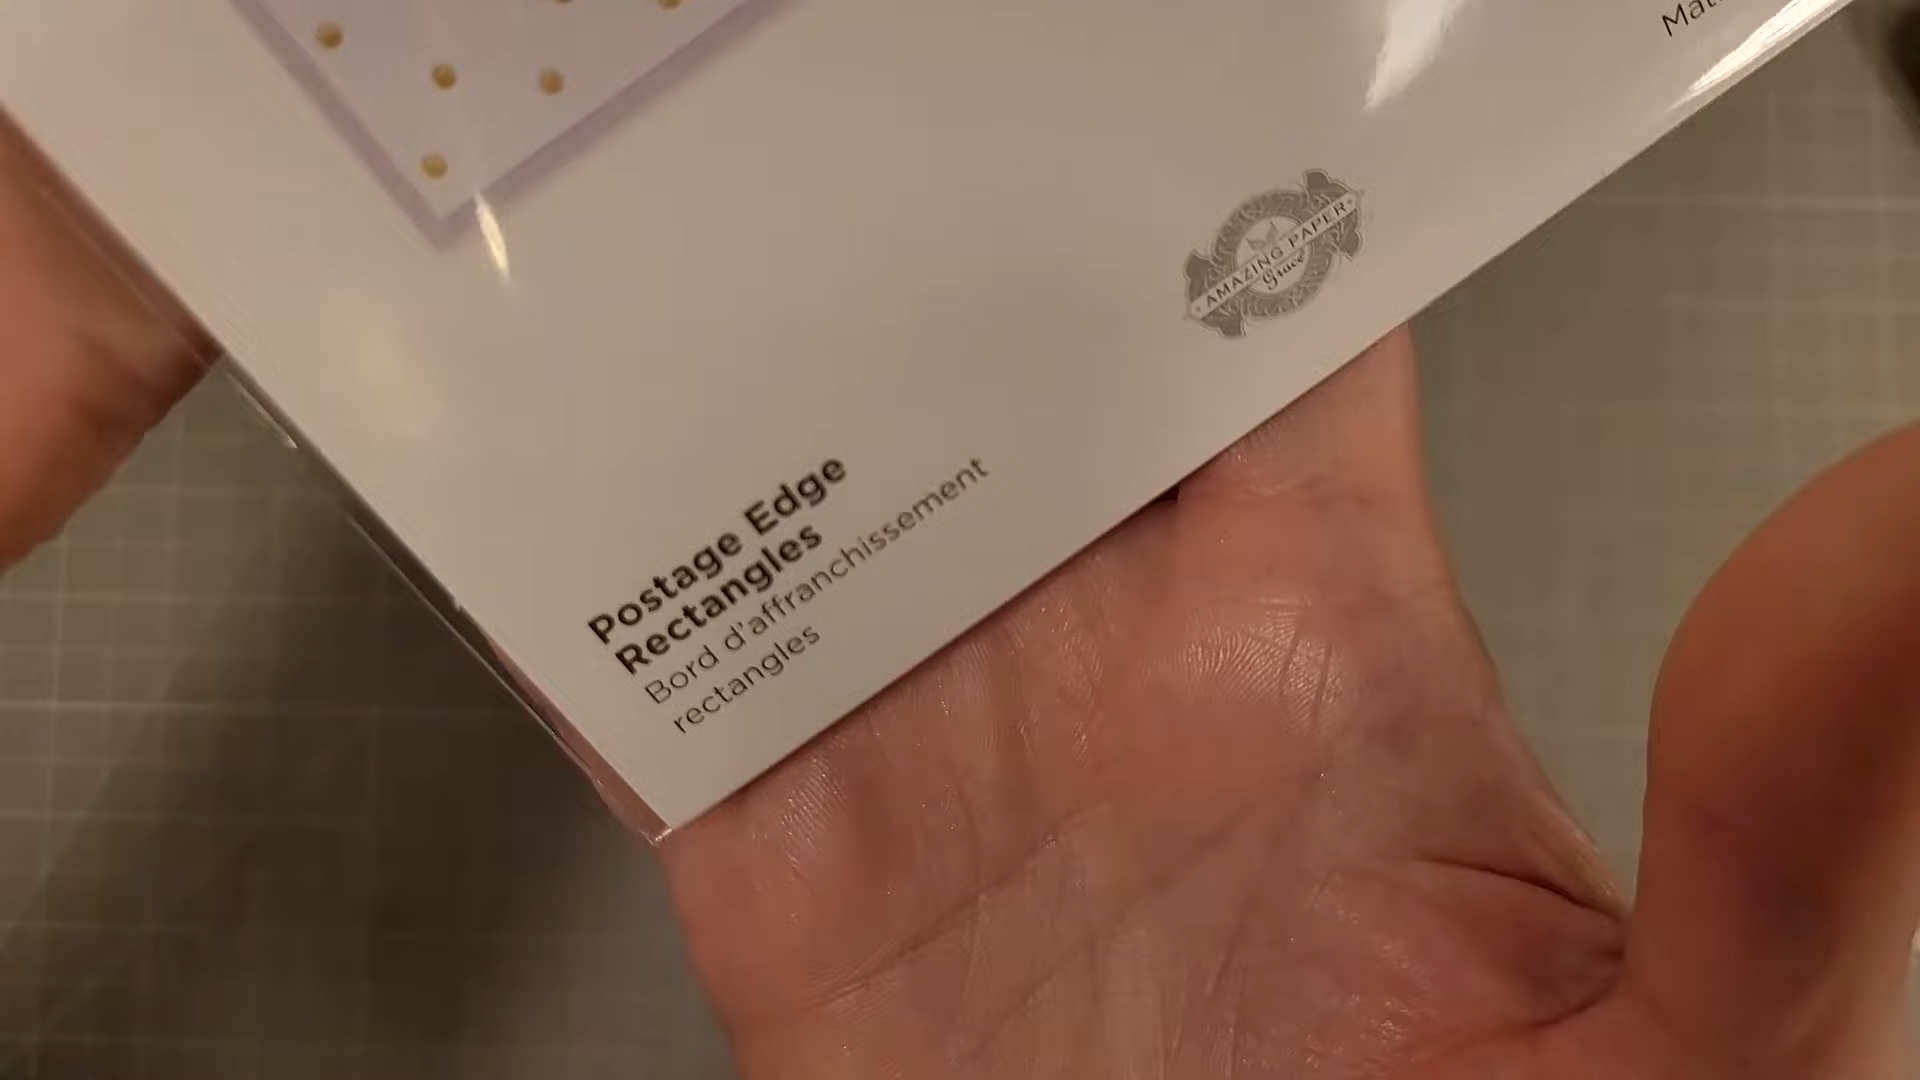 AMAZING PAPER
Grace
Postage Edge
Rectangles
Bord d'affranchissement
rectangles